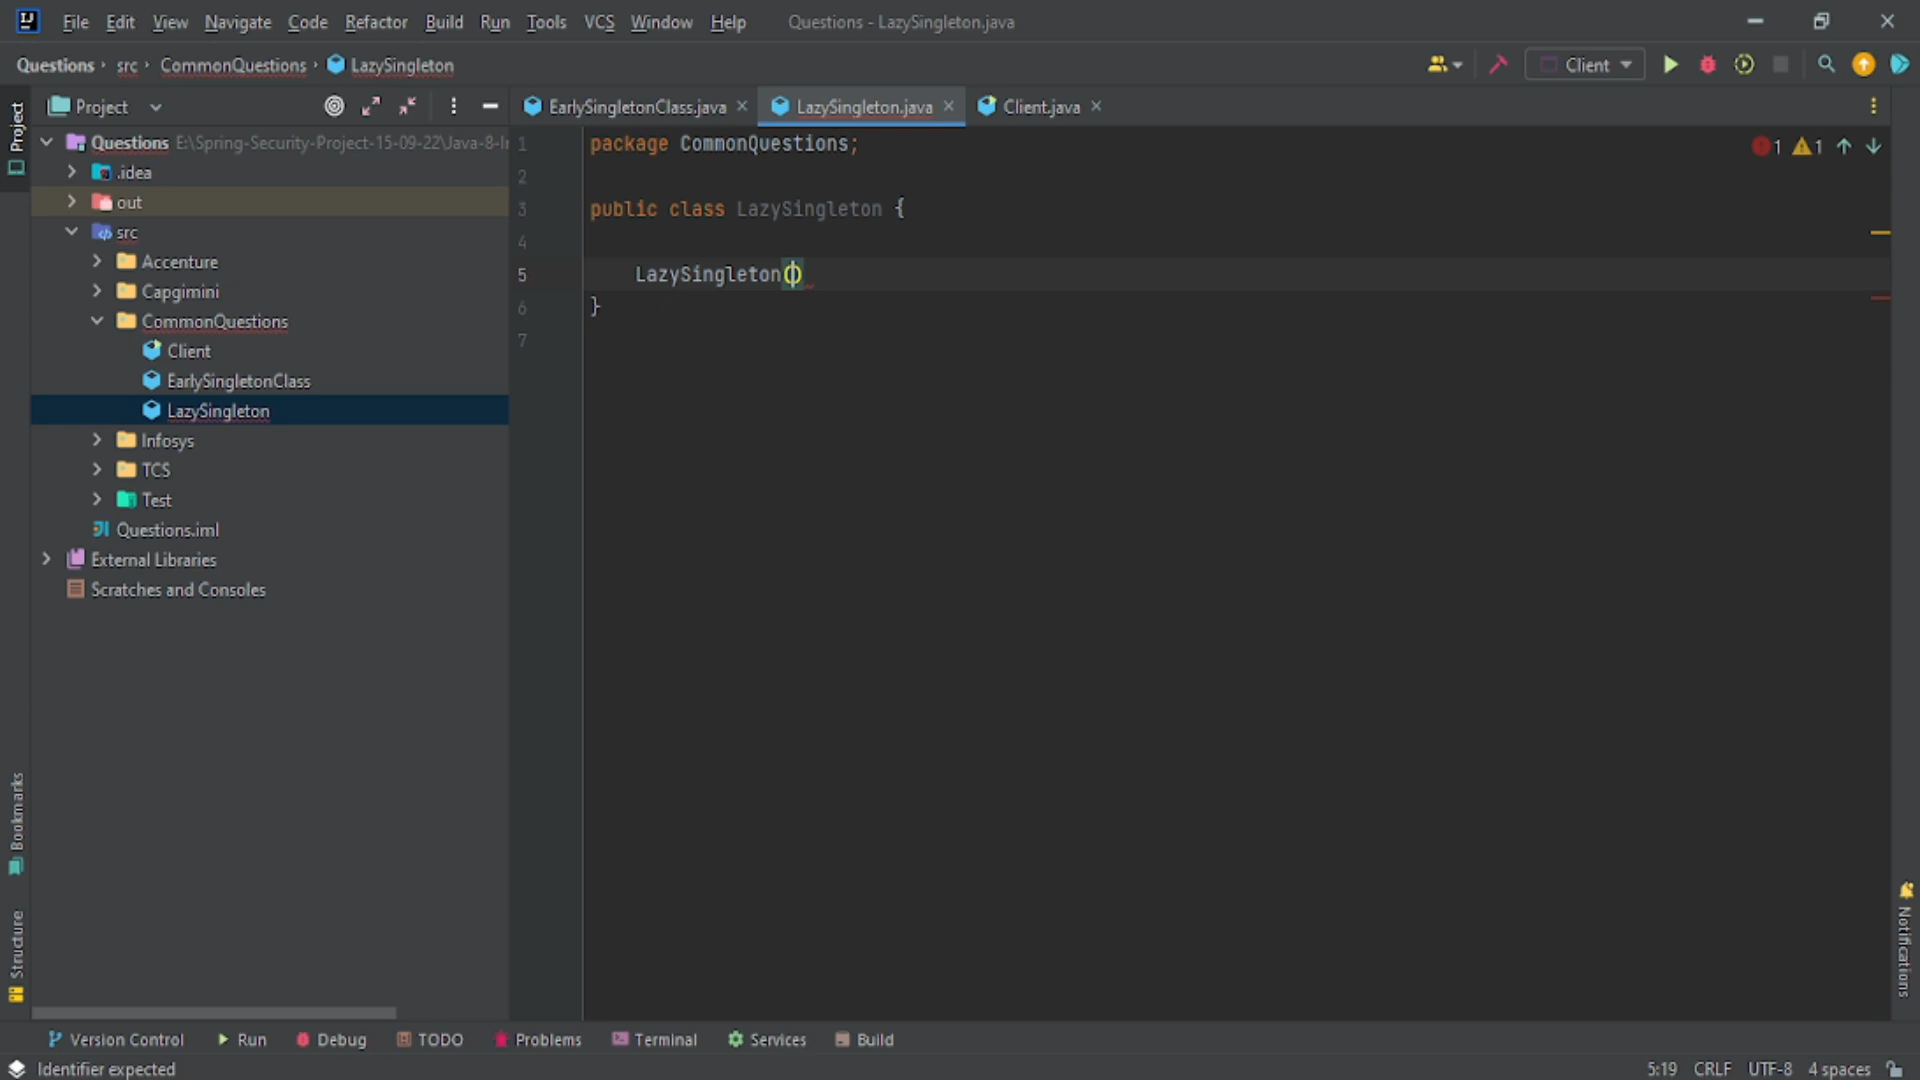 File Edit View Navigate Code Refactor Build Run Tools VCS Window Help Questions - LazySingleton.java
Questions src CommonQuestions LazySingleton Client
Project Project EarlySingletonClass.java LazySingleton.java Client.java
Questions E:\Spring-Security-Project-15-09-22\Java-8-I
.idea
out
src
Accenture
Capgimini
CommonQuestions
Client
EarlySingletonClass
LazySingleton
Infosys
TCS
Test
Questions.iml
External Libraries
Scratches and Consoles
1 package CommonQuestions;
2
3 public class LazySingleton {
4
5 LazySingleton()
6 }
7
1 1
Bookmarks
Structure
Notifications
Version Control Run Debug TODO Problems Terminal Services Build
Identifier expected 5:19 CRLF UTF-8 4 spaces